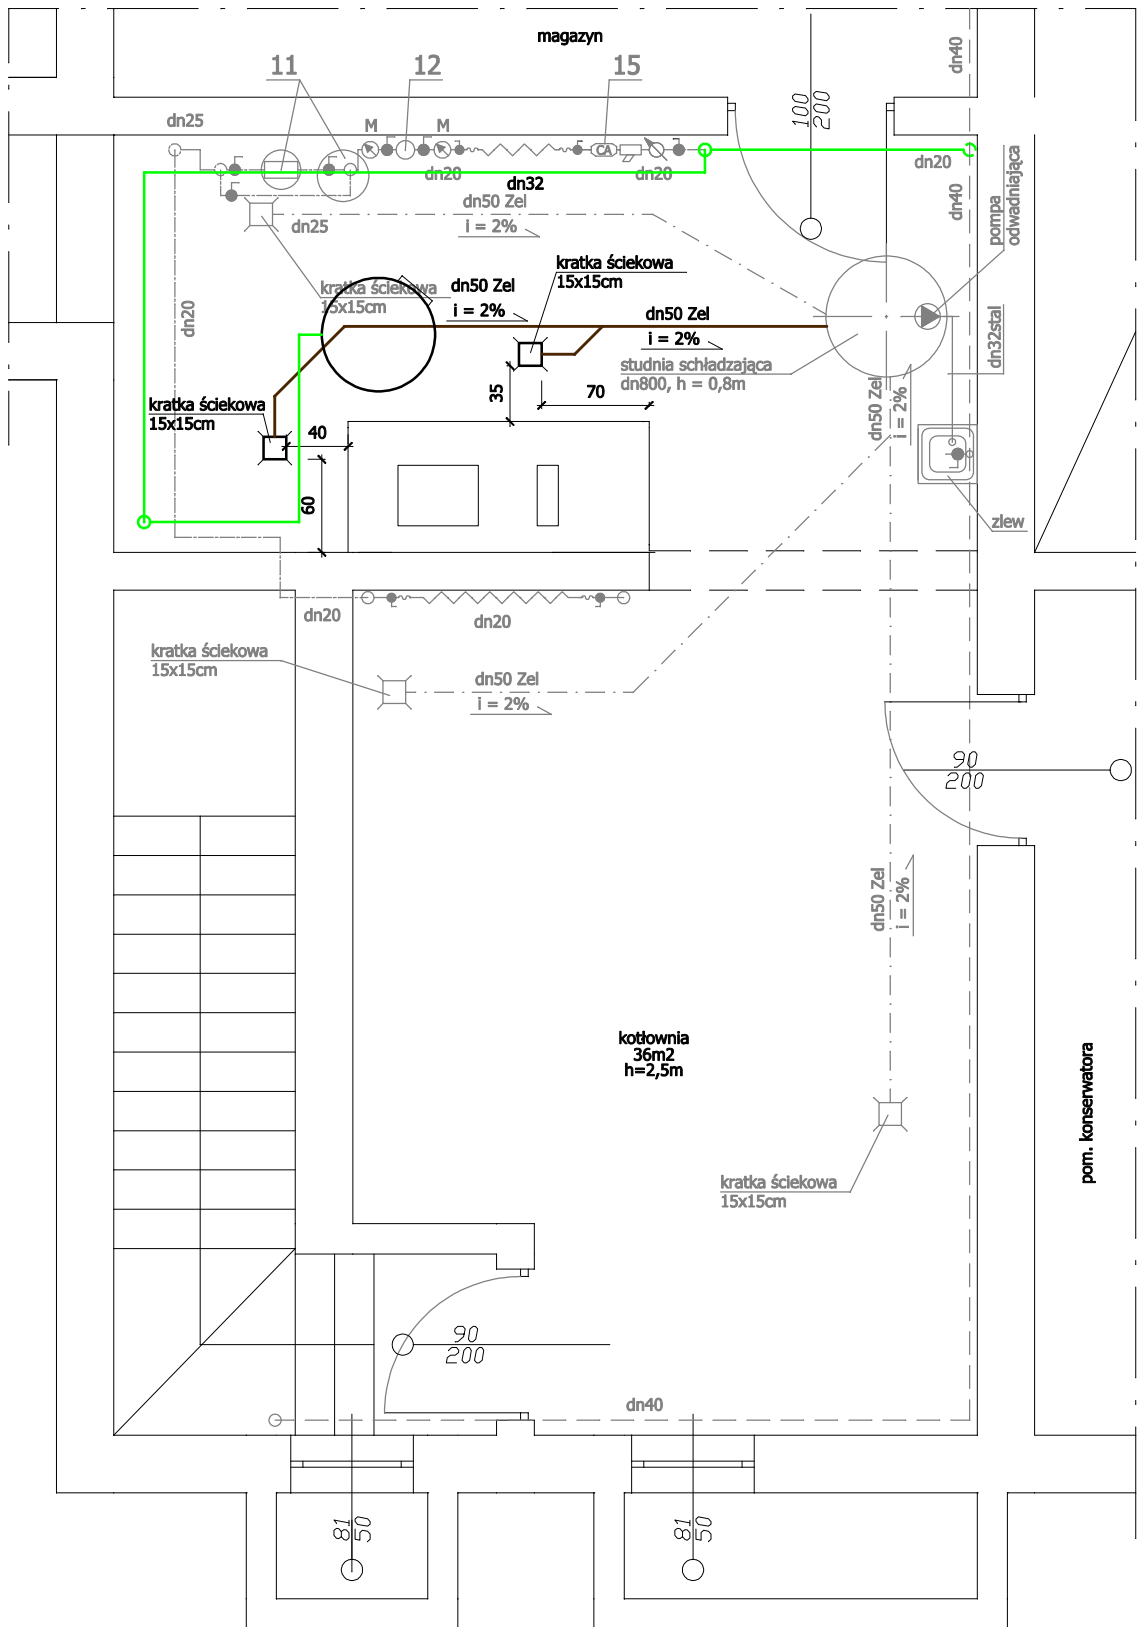 magazyn
dn40
11
12
15
100
200
dn25
M
M
dn20
dn20
dn20
dn32
dn40
pompa
odwadniająca
dn50 Zel
i = 2%
dn25
kratka ściekowa
15x15cm
kratka ściekowa
15x15cm
dn50 Zel
i = 2%
dn50 Zel
i = 2%
dn20
dn32stal
studnia schładzająca
dn800, h = 0,8m
35
70
dn50 Zel
i = 2%
kratka ściekowa
15x15cm
40
60
zlew
dn20
dn20
kratka ściekowa
15x15cm
dn50 Zel
i = 2%
90
200
dn50 Zel
i = 2%
kotłownia
36m2
h=2,5m
pom. konserwatora
kratka ściekowa
15x15cm
90
200
dn40
81
50
81
50
CA